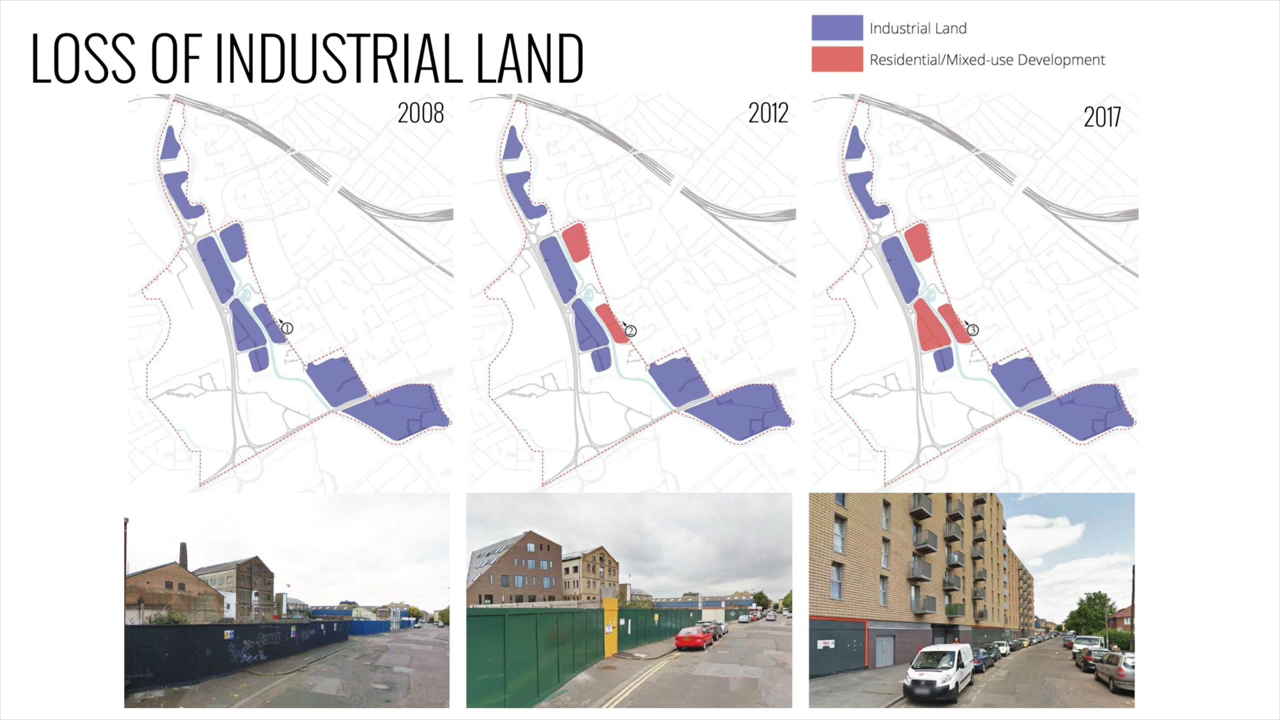 LOSS OF INDUSTRIAL LAND
Industrial Land
Residential/Mixed-use Development
2008
2012
2017
1
2
3